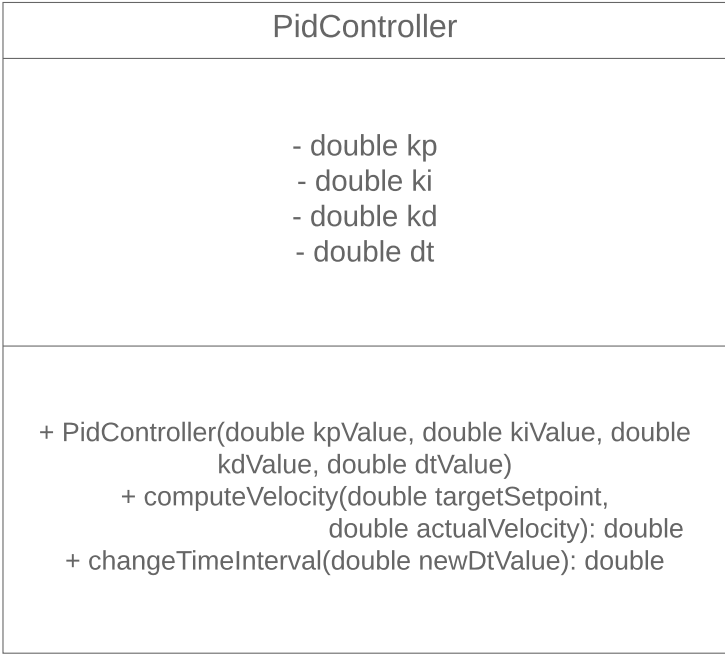 PidController
- double kp
- double ki
- double kd
- double dt
+ PidController(double kpValue, double kiValue, double
kdValue, double dtValue)
+ computeVelocity(double targetSetpoint,
double actualVelocity): double
+ changeTimeInterval(double newDtValue): double